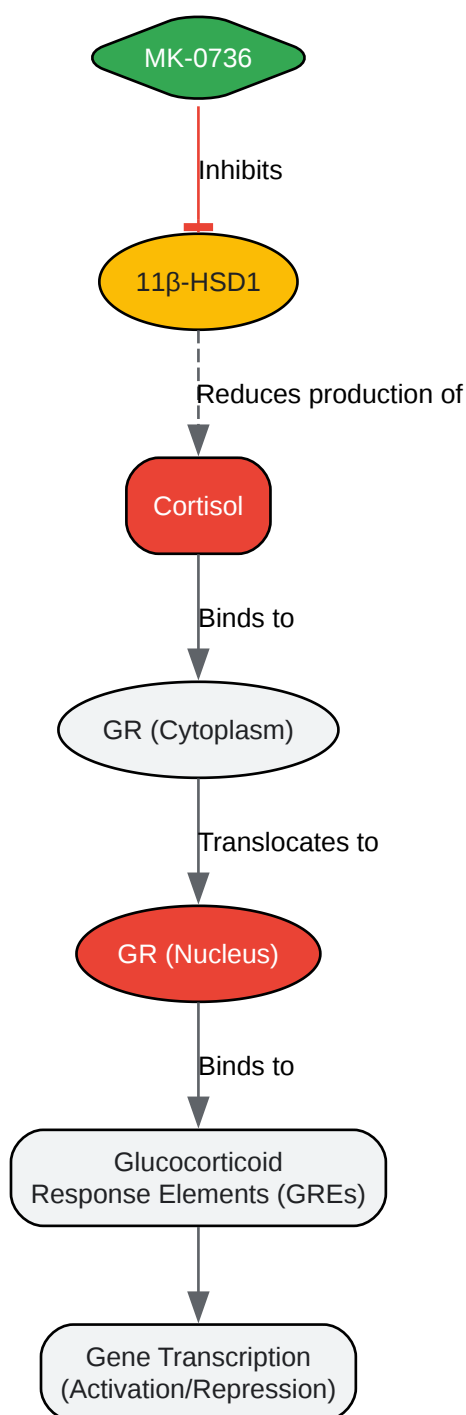 MK-0736
Inhibits
11β-HSD1
Reduces production of
Cortisol
Binds to
GR (Cytoplasm)
Translocates to
GR (Nucleus)
Binds to
Glucocorticoid
Response Elements (GREs)
Gene Transcription
(Activation/Repression)